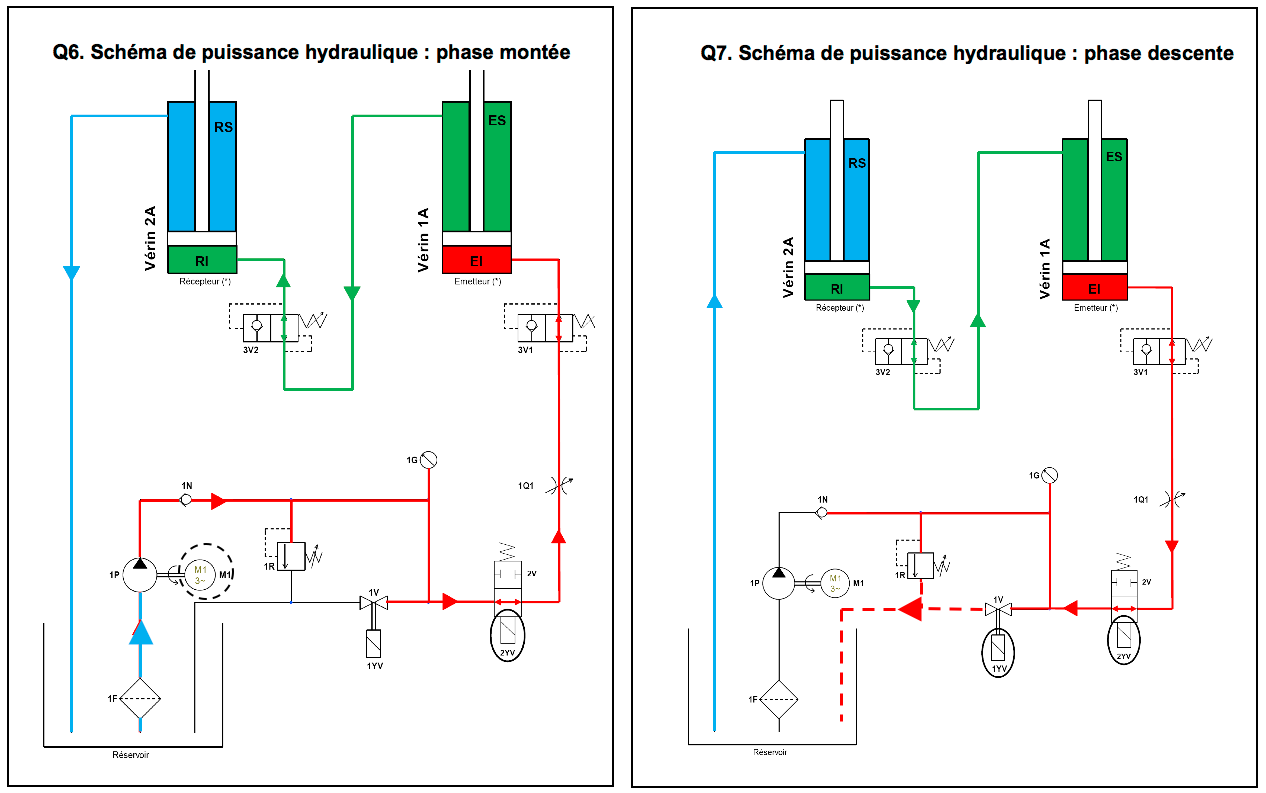 Q6. Schéma de puissance hydraulique : phase montée
RS
ES
Vérin 2A
Vérin 1A
RI
EI
Récepteur (*)
Emetteur (*)
3V2
3V1
1G
1N
1Q1
1R
1P
M1
3~
M1
2V
1V
1YV
2YV
1F
Réservoir
Q7. Schéma de puissance hydraulique : phase descente
RS
ES
Vérin 2A
Vérin 1A
RI
EI
Récepteur (*)
Emetteur (*)
3V2
3V1
1G
1N
1Q1
1R
1P
M1
3~
M1
2V
1V
1YV
2YV
1F
Réservoir